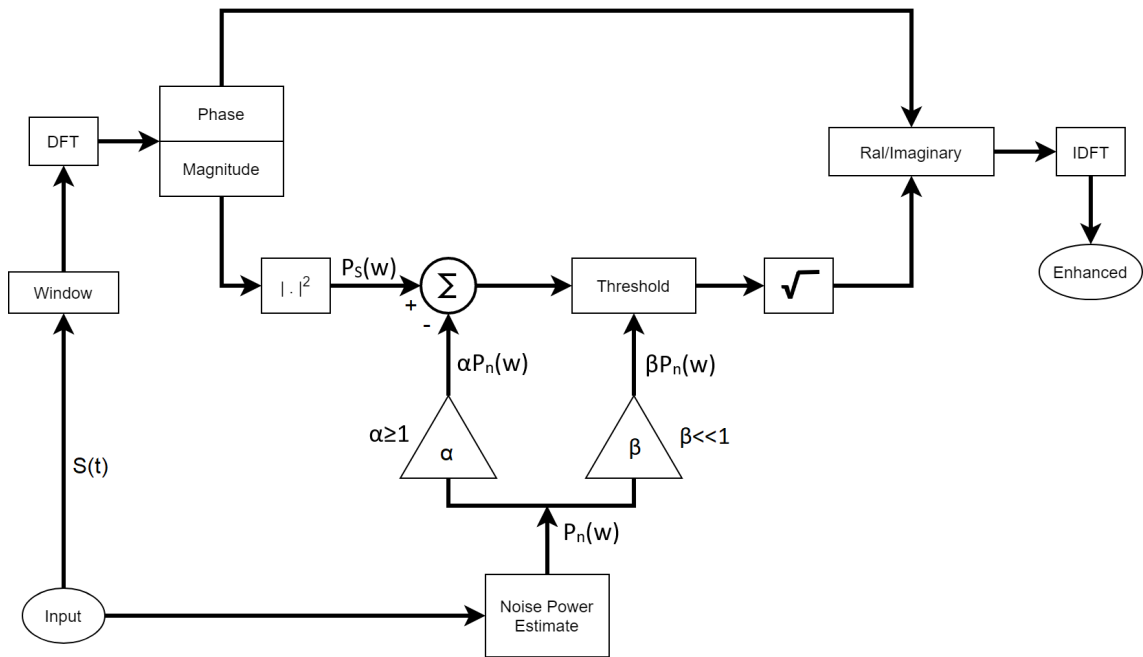 Phase
DFT
Magnitude
Ral/Imaginary
IDFT
Window
| . |²
Pₛ(w)
Σ
+
-
Threshold
√
Enhanced
αPₙ(w)
βPₙ(w)
α≥1
α
β
β<<1
S(t)
Pₙ(w)
Input
Noise Power
Estimate